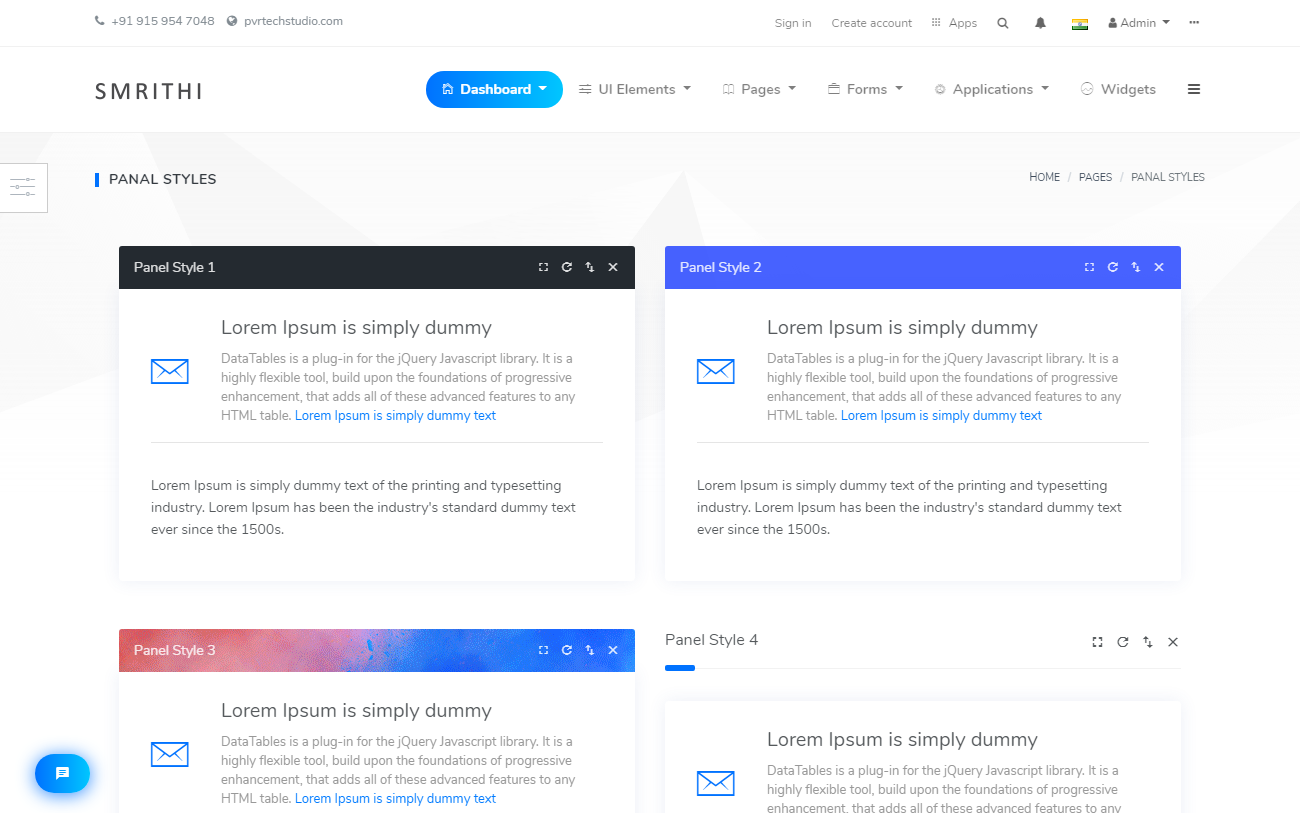 +91 915 954 7048 pvrtechstudio.com
Sign in Create account Apps Admin
SMRITHI
Dashboard UI Elements Pages Forms Applications Widgets
PANAL STYLES
HOME / PAGES / PANAL STYLES
Panel Style 1
Lorem Ipsum is simply dummy
DataTables is a plug-in for the jQuery Javascript library. It is a
highly flexible tool, build upon the foundations of progressive
enhancement, that adds all of these advanced features to any
HTML table. Lorem Ipsum is simply dummy text
Lorem Ipsum is simply dummy text of the printing and typesetting
industry. Lorem Ipsum has been the industry's standard dummy text
ever since the 1500s.
Panel Style 2
Lorem Ipsum is simply dummy
DataTables is a plug-in for the jQuery Javascript library. It is a
highly flexible tool, build upon the foundations of progressive
enhancement, that adds all of these advanced features to any
HTML table. Lorem Ipsum is simply dummy text
Lorem Ipsum is simply dummy text of the printing and typesetting
industry. Lorem Ipsum has been the industry's standard dummy text
ever since the 1500s.
Panel Style 3
Lorem Ipsum is simply dummy
DataTables is a plug-in for the jQuery Javascript library. It is a
highly flexible tool, build upon the foundations of progressive
enhancement, that adds all of these advanced features to any
HTML table. Lorem Ipsum is simply dummy text
Panel Style 4
Lorem Ipsum is simply dummy
DataTables is a plug-in for the jQuery Javascript library. It is a
highly flexible tool, build upon the foundations of progressive
enhancement, that adds all of these advanced features to any